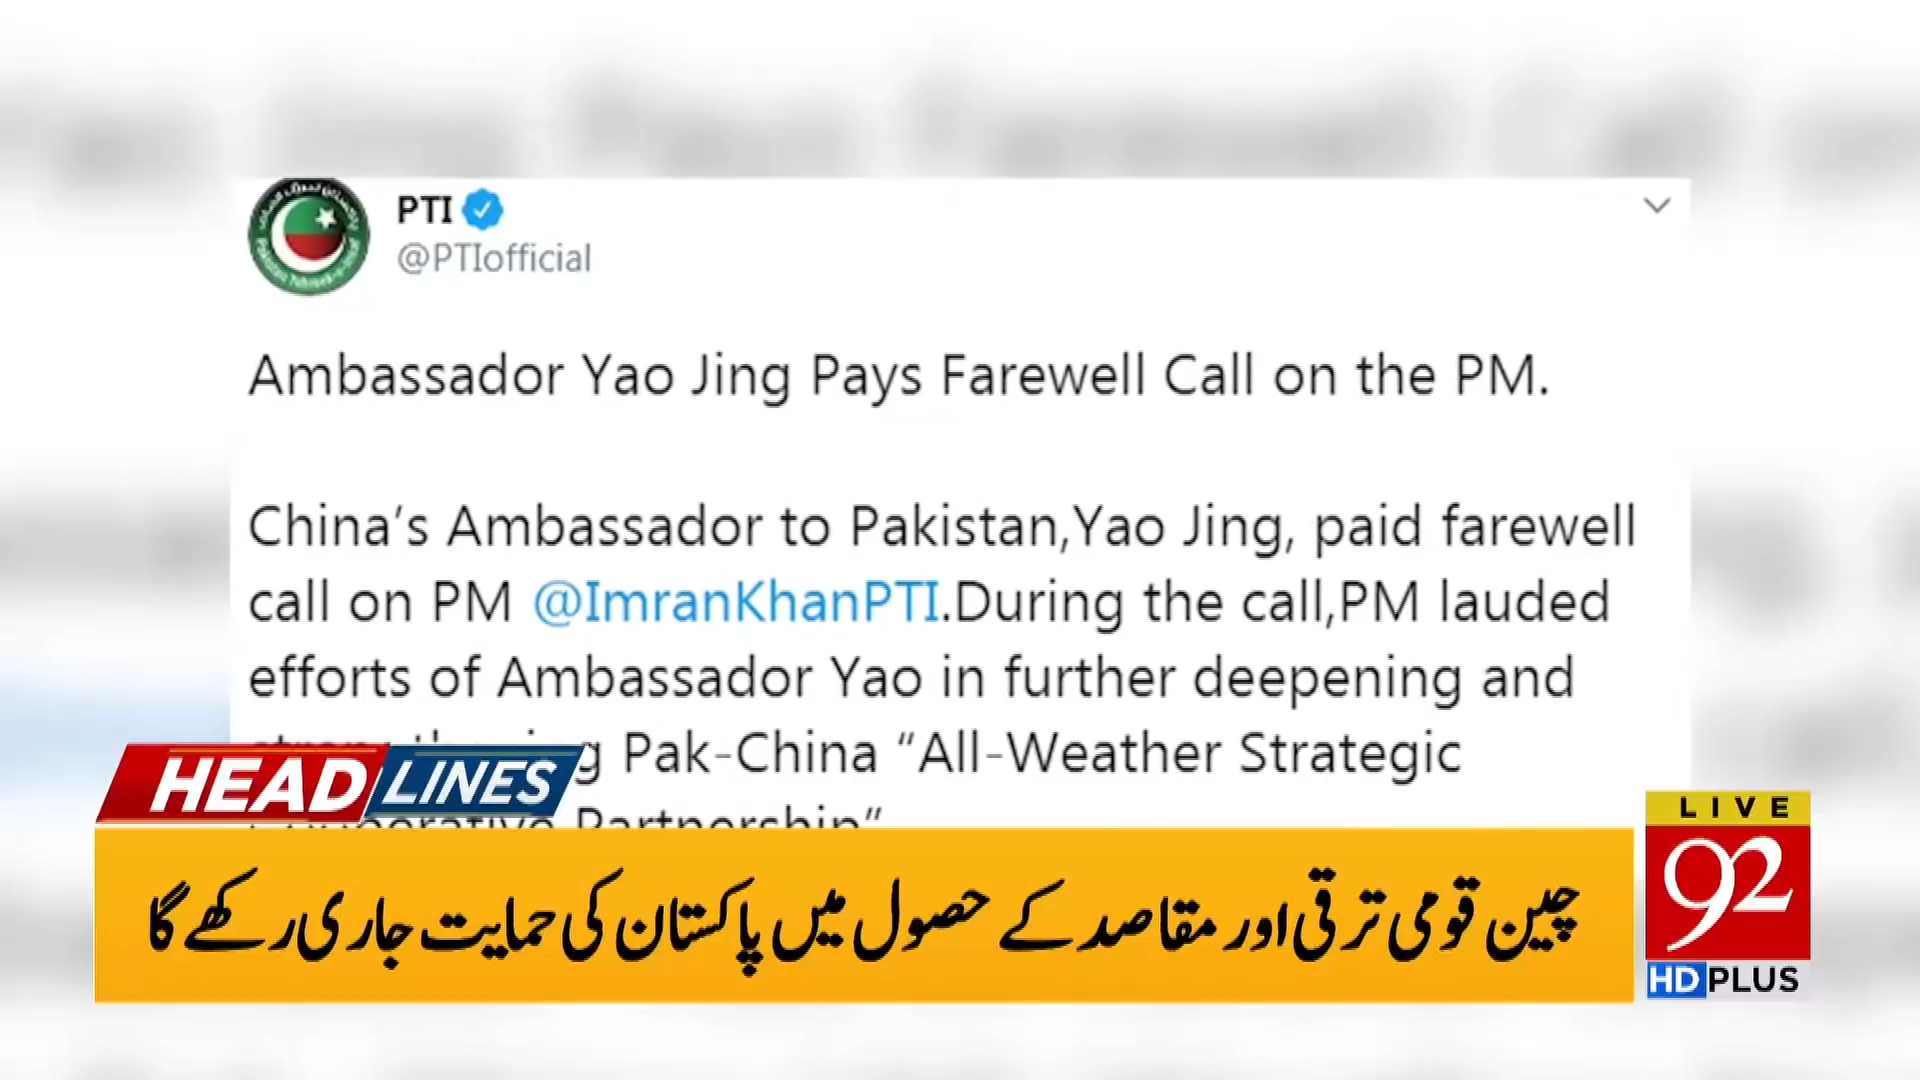 PTI
@PTIofficial
Ambassador Yao Jing Pays Farewell Call on the PM.
China's Ambassador to Pakistan,Yao Jing, paid farewell
call on PM @ImranKhanPTI.During the call,PM lauded
efforts of Ambassador Yao in further deepening and
Pak-China “All-Weather Strategic
Partnership”
HEADLINES
چین قومی ترقی اور مقاصد کے حصول میں پاکستان کی حمایت جاری رکھے گا
LIVE
92
HD PLUS